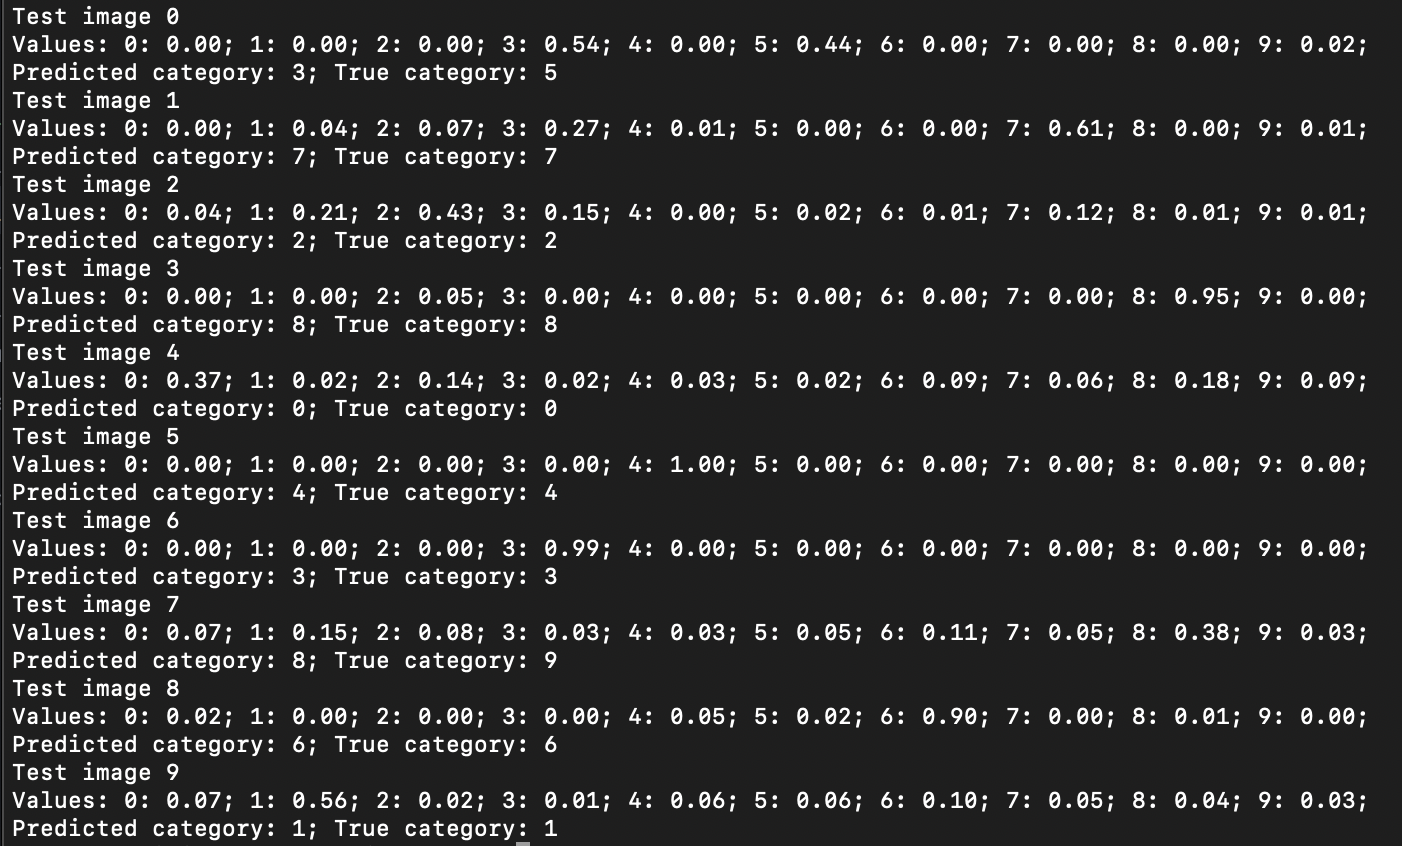 Test image 0
Values: 0: 0.00; 1: 0.00; 2: 0.00; 3: 0.54; 4: 0.00; 5: 0.44; 6: 0.00; 7: 0.00; 8: 0.00; 9: 0.02;
Predicted category: 3; True category: 5
Test image 1
Values: 0: 0.00; 1: 0.04; 2: 0.07; 3: 0.27; 4: 0.01; 5: 0.00; 6: 0.00; 7: 0.61; 8: 0.00; 9: 0.01;
Predicted category: 7; True category: 7
Test image 2
Values: 0: 0.04; 1: 0.21; 2: 0.43; 3: 0.15; 4: 0.00; 5: 0.02; 6: 0.01; 7: 0.12; 8: 0.01; 9: 0.01;
Predicted category: 2; True category: 2
Test image 3
Values: 0: 0.00; 1: 0.00; 2: 0.05; 3: 0.00; 4: 0.00; 5: 0.00; 6: 0.00; 7: 0.00; 8: 0.95; 9: 0.00;
Predicted category: 8; True category: 8
Test image 4
Values: 0: 0.37; 1: 0.02; 2: 0.14; 3: 0.02; 4: 0.03; 5: 0.02; 6: 0.09; 7: 0.06; 8: 0.18; 9: 0.09;
Predicted category: 0; True category: 0
Test image 5
Values: 0: 0.00; 1: 0.00; 2: 0.00; 3: 0.00; 4: 1.00; 5: 0.00; 6: 0.00; 7: 0.00; 8: 0.00; 9: 0.00;
Predicted category: 4; True category: 4
Test image 6
Values: 0: 0.00; 1: 0.00; 2: 0.00; 3: 0.99; 4: 0.00; 5: 0.00; 6: 0.00; 7: 0.00; 8: 0.00; 9: 0.00;
Predicted category: 3; True category: 3
Test image 7
Values: 0: 0.07; 1: 0.15; 2: 0.08; 3: 0.03; 4: 0.03; 5: 0.05; 6: 0.11; 7: 0.05; 8: 0.38; 9: 0.03;
Predicted category: 8; True category: 9
Test image 8
Values: 0: 0.02; 1: 0.00; 2: 0.00; 3: 0.00; 4: 0.05; 5: 0.02; 6: 0.90; 7: 0.00; 8: 0.01; 9: 0.00;
Predicted category: 6; True category: 6
Test image 9
Values: 0: 0.07; 1: 0.56; 2: 0.02; 3: 0.01; 4: 0.06; 5: 0.06; 6: 0.10; 7: 0.05; 8: 0.04; 9: 0.03;
Predicted category: 1; True category: 1